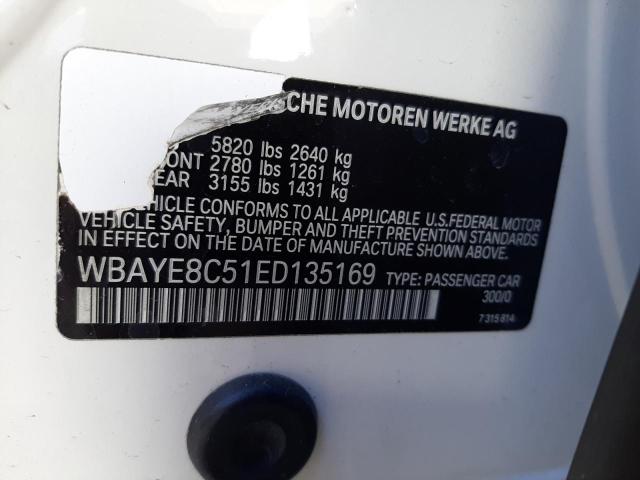 CHE MOTOREN WERKE AG
5820 lbs 2640 kg
ONT 2780 lbs 1261 kg
EAR 3155 lbs 1431 kg
VEHICLE CONFORMS TO ALL APPLICABLE U.S.FEDERAL MOTOR
VEHICLE SAFETY, BUMPER AND THEFT PREVENTION STANDARDS
IN EFFECT ON THE DATE OF MANUFACTURE SHOWN ABOVE.
WBAYE8C51ED135169 TYPE: PASSENGER CAR
300/0
7 315 814